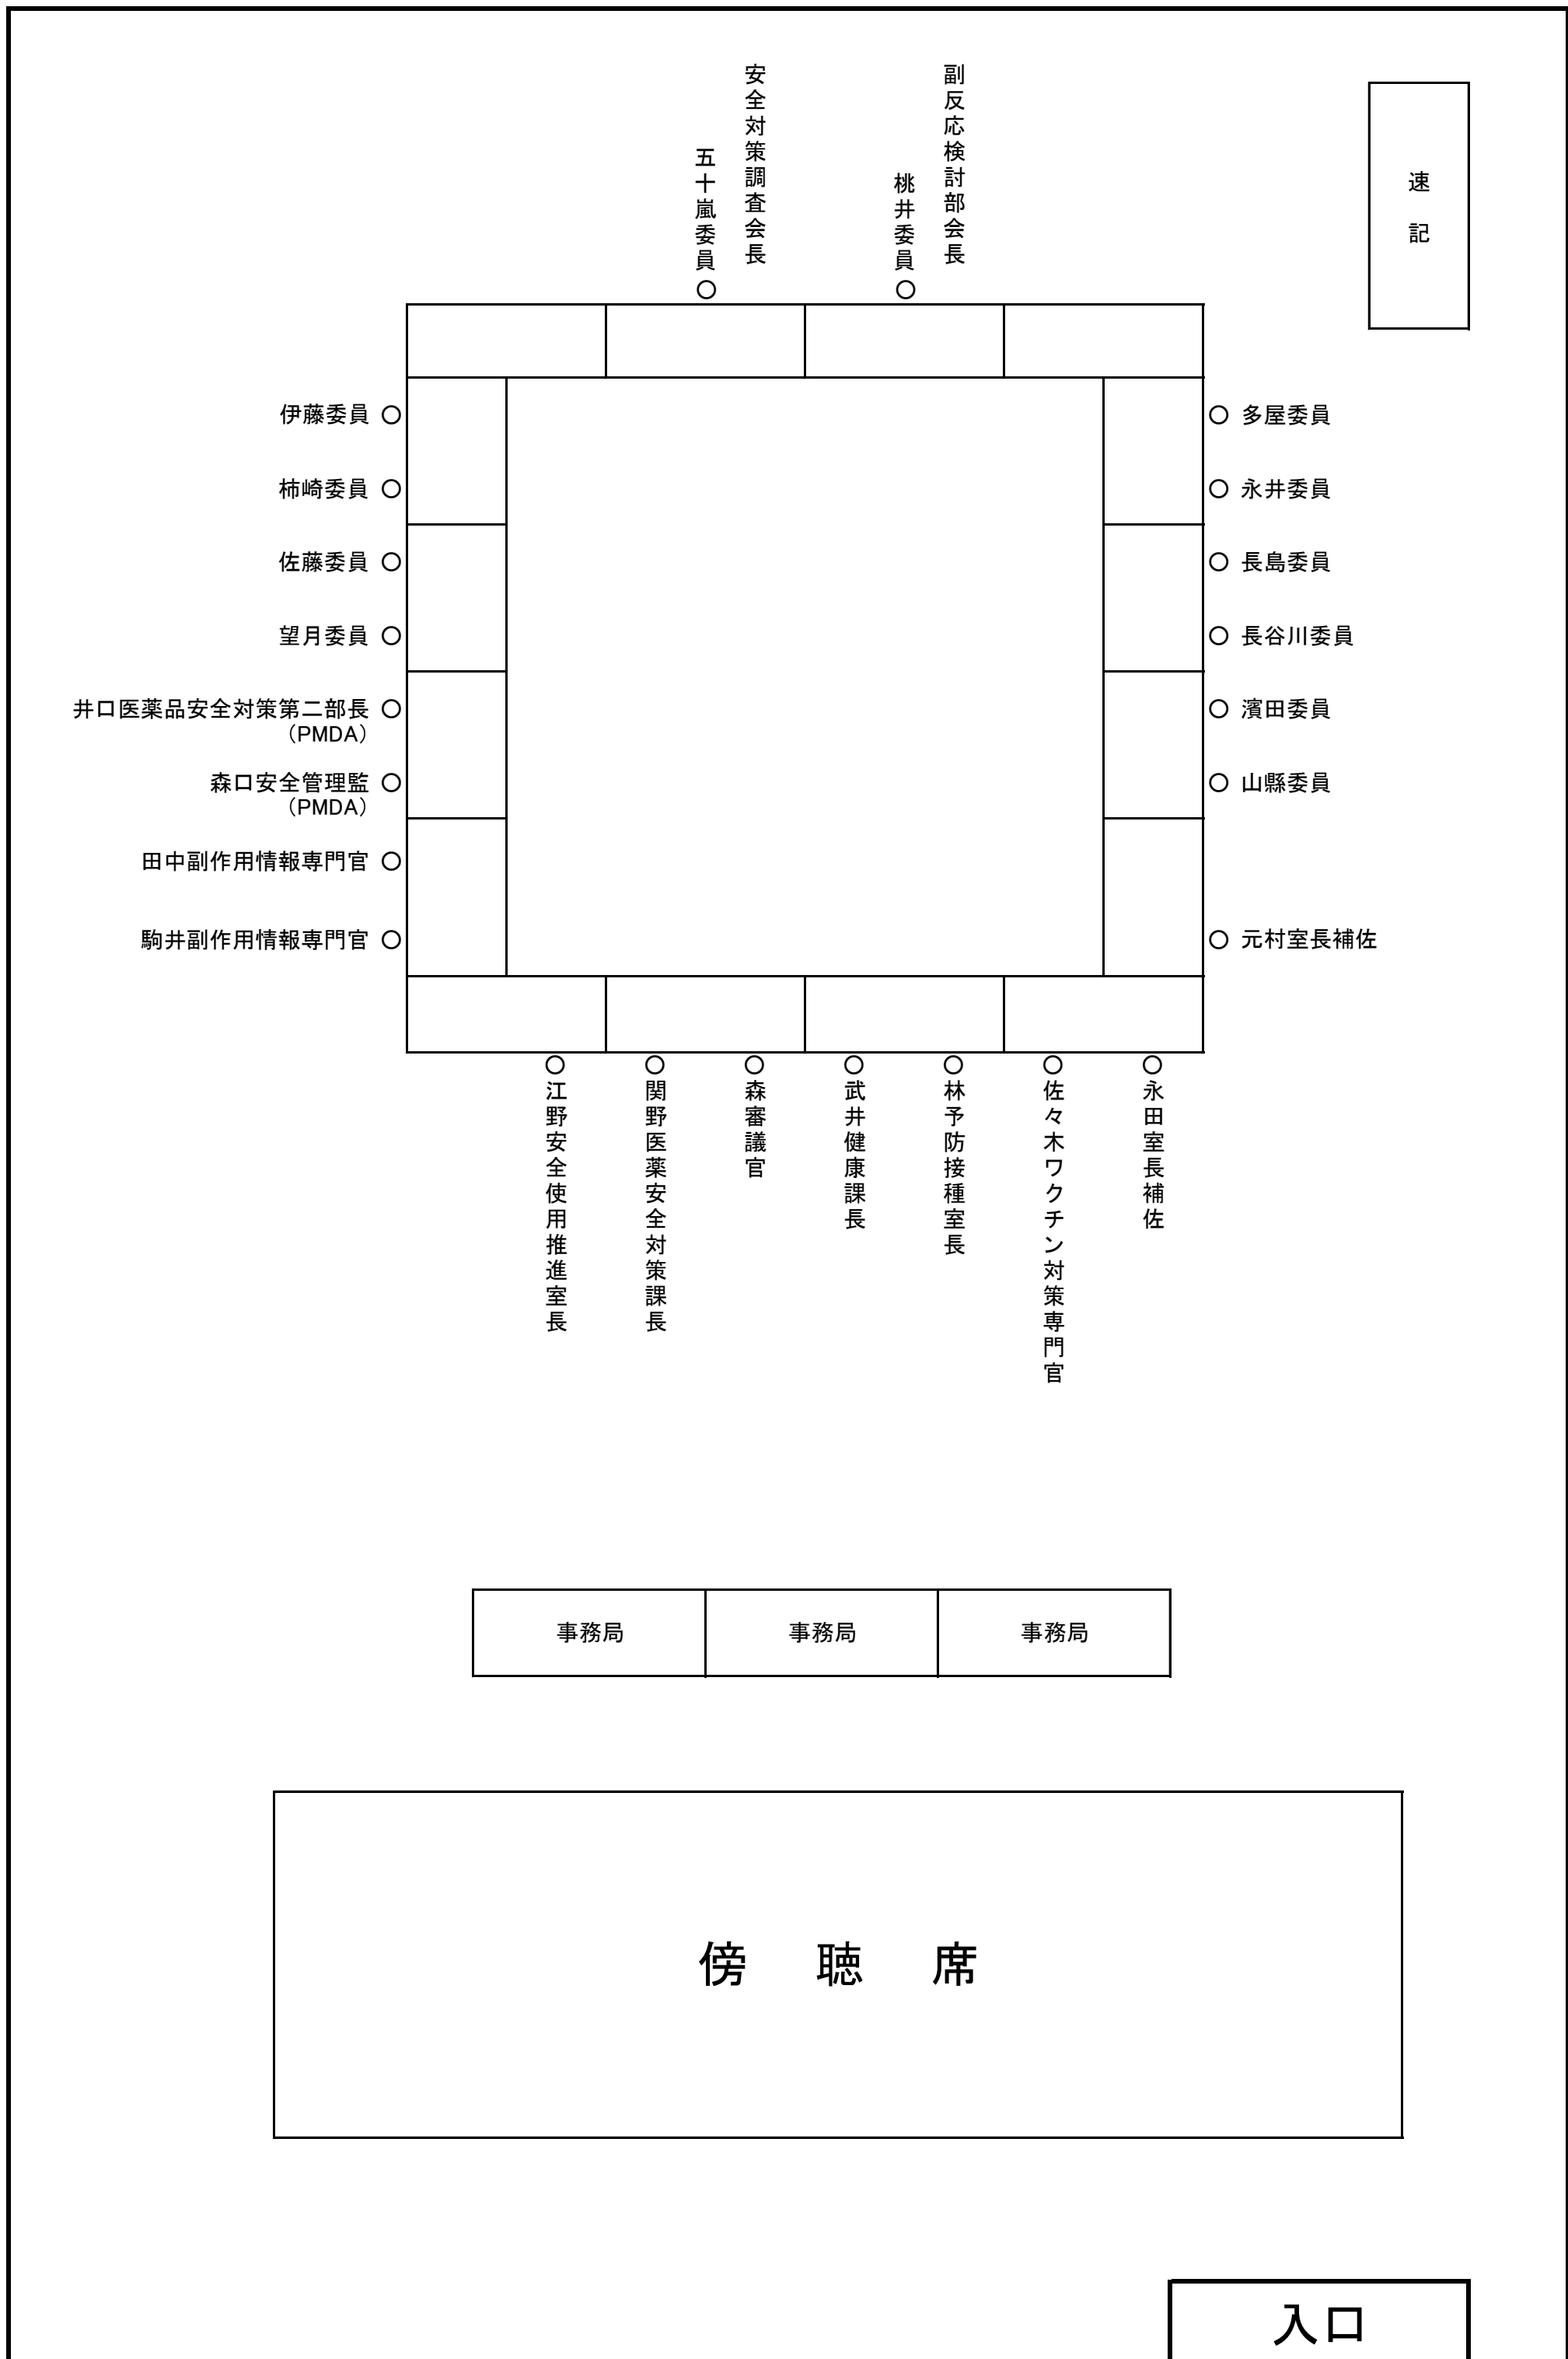 副反応検討部会長
桃井委員
安全対策調査会長
五十嵐委員
速記
伊藤委員
柿崎委員
佐藤委員
望月委員
井口医薬品安全対策第二部長
（PMDA）
森口安全管理監
（PMDA）
田中副作用情報専門官
駒井副作用情報専門官
多屋委員
永井委員
長島委員
長谷川委員
濱田委員
山縣委員
元村室長補佐
永田室長補佐
佐々木ワクチン対策専門官
林予防接種室長
武井健康課長
森審議官
関野医薬安全対策課長
江野安全使用推進室長
事務局
事務局
事務局
傍　聴　席
入口